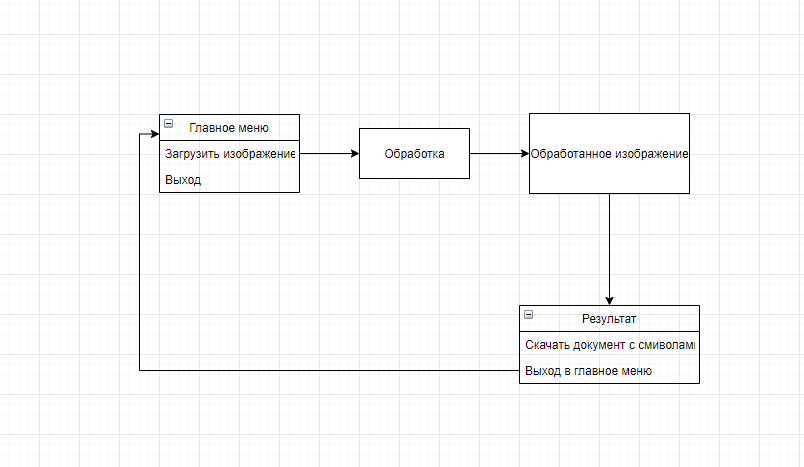 Главное меню
Загрузить изображение
Выход
Обработка
Обработанное изображение
Результат
Скачать документ с смиволами
Выход в главное меню